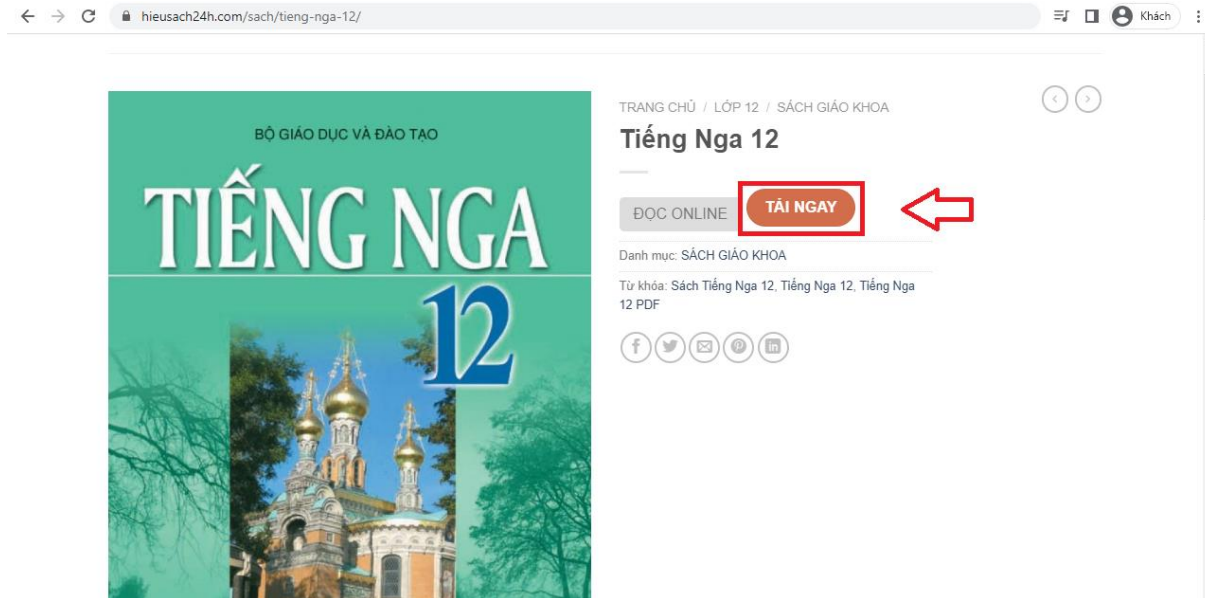 hieusach24h.com/sach/tieng-nga-12/
Khách
BỘ GIÁO DỤC VÀ ĐÀO TẠO
TIẾNG NGA
12
TRANG CHỦ / LỚP 12 / SÁCH GIÁO KHOA
Tiếng Nga 12
ĐỌC ONLINE
TẢI NGAY
Danh mục: SÁCH GIÁO KHOA
Từ khóa: Sách Tiếng Nga 12, Tiếng Nga 12, Tiếng Nga
12 PDF